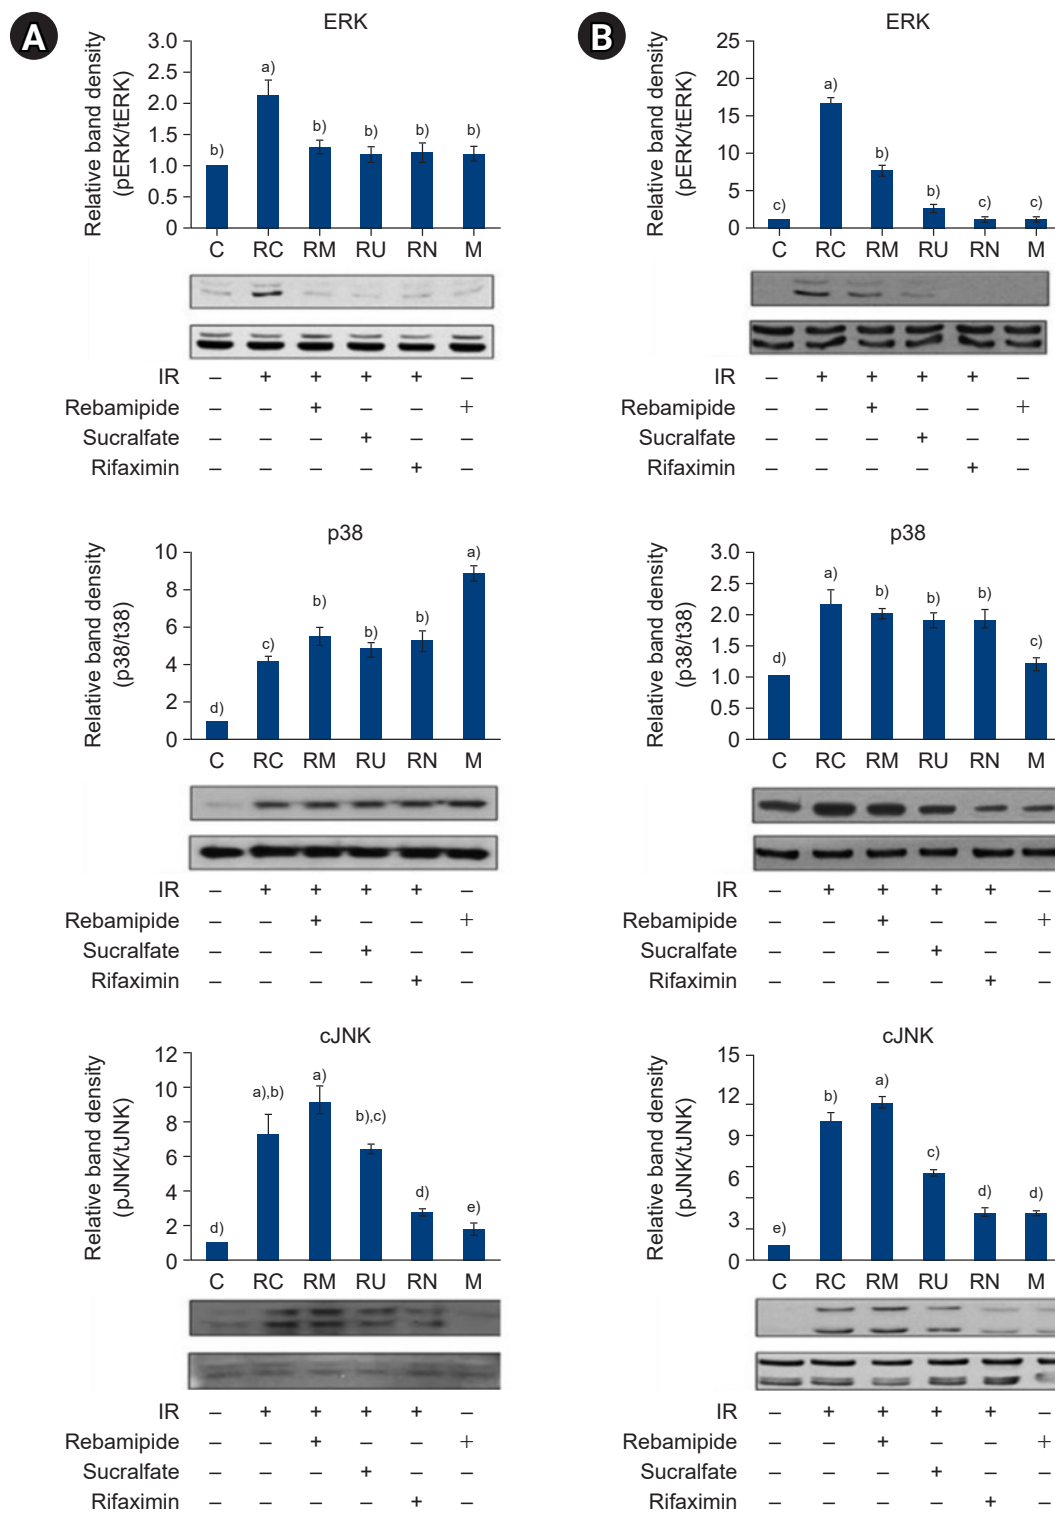 A
ERK
Relative band density
(pERK/tERK)
3.0
2.5
2.0
1.5
1.0
0.5
0
b)
a)
b)
b)
b)
b)
C RC RM RU RN M
IR – + + + + –
Rebamipide – – + – – +
Sucralfate – – – + – –
Rifaximin – – – – + –
p38
Relative band density
(p38/t38)
10
8
6
4
2
0
d)
c)
b)
b)
b)
a)
C RC RM RU RN M
IR – + + + + –
Rebamipide – – + – – +
Sucralfate – – – + – –
Rifaximin – – – – + –
cJNK
Relative band density
(pJNK/tJNK)
12
10
8
6
4
2
0
d)
a),b)
a)
b),c)
d)
e)
C RC RM RU RN M
IR – + + + + –
Rebamipide – – + – – +
Sucralfate – – – + – –
Rifaximin – – – – + –
B
ERK
Relative band density
(pERK/tERK)
25
20
15
10
5
0
c)
a)
b)
b)
c)
c)
C RC RM RU RN M
IR – + + + + –
Rebamipide – – + – – +
Sucralfate – – – + – –
Rifaximin – – – – + –
p38
Relative band density
(p38/t38)
3.0
2.5
2.0
1.5
1.0
0.5
0
d)
a)
b)
b)
b)
c)
C RC RM RU RN M
IR – + + + + –
Rebamipide – – + – – +
Sucralfate – – – + – –
Rifaximin – – – – + –
cJNK
Relative band density
(pJNK/tJNK)
15
12
9
6
3
0
e)
b)
a)
c)
d)
d)
C RC RM RU RN M
IR – + + + + –
Rebamipide – – + – – +
Sucralfate – – – + – –
Rifaximin – – – – + –